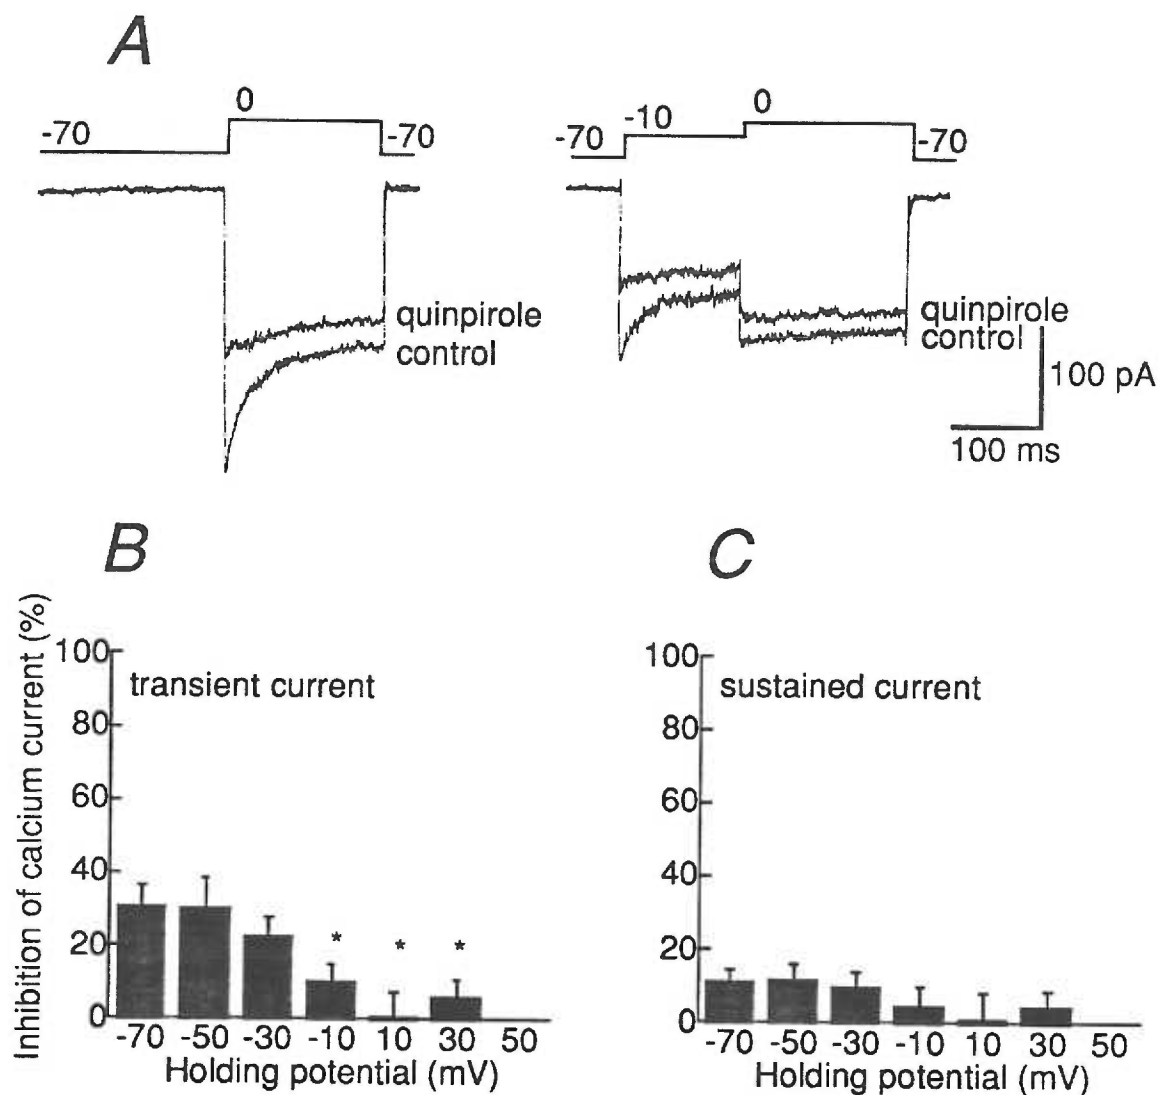 A
0
-70
-70
-10
0
-70
-70
quinpirole
control
quinpirole
control
100 pA
100 ms
B
Inhibition of calcium current (%)
100
80
60
40
20
0
transient current
*
*
*
-70 -50 -30 -10 10 30 50
Holding potential (mV)
C
100
80
60
40
20
0
sustained current
-70 -50 -30 -10 10 30 50
Holding potential (mV)